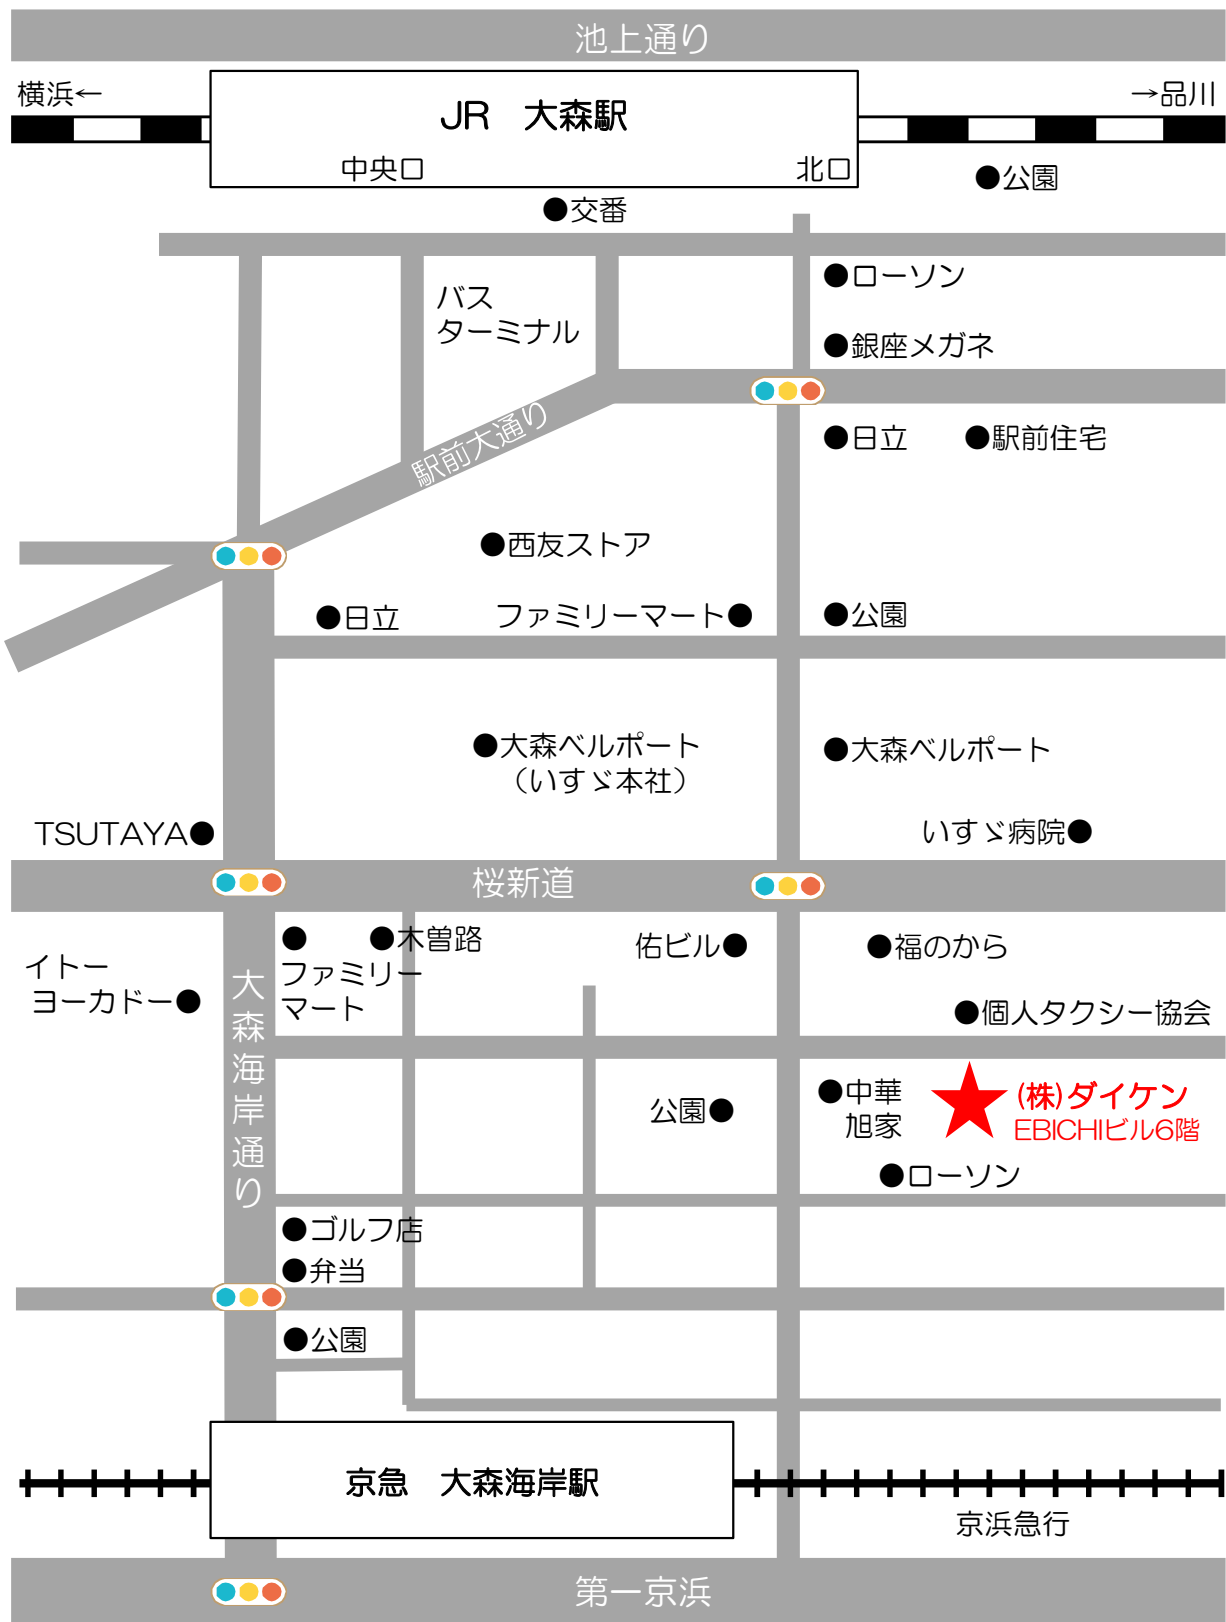 池上通り
横浜←
→品川
JR 大森駅
中央口
北口
●公園
●交番
●ローソン
バス
ターミナル
●銀座メガネ
駅前大通り
●日立
●駅前住宅
●西友ストア
●日立
ファミリーマート●
●公園
●大森ベルポート
（いすゞ本社）
●大森ベルポート
TSUTAYA●
いすゞ病院●
桜新道
●
ファミリー
マート
●木曽路
佑ビル●
●福のから
イトー
ヨーカドー●
大森海岸通り
●個人タクシー協会
公園●
●中華
旭家
★
(株)ダイケン
EBICHIビル6階
●ローソン
●ゴルフ店
●弁当
●公園
京急 大森海岸駅
京浜急行
第一京浜